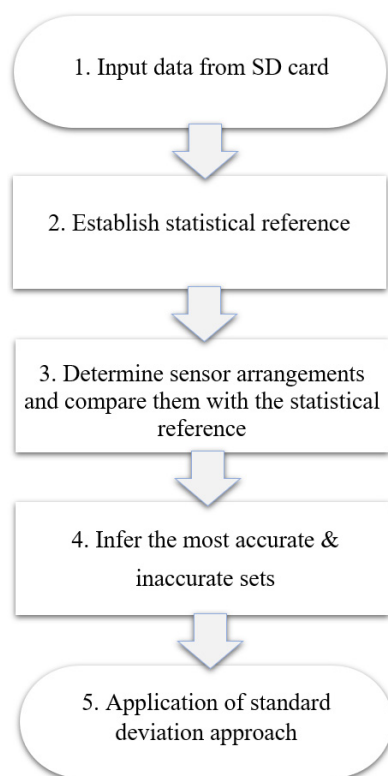 1. Input data from SD card
2. Establish statistical reference
3. Determine sensor arrangements
and compare them with the statistical
reference
4. Infer the most accurate &
inaccurate sets
5. Application of standard
deviation approach